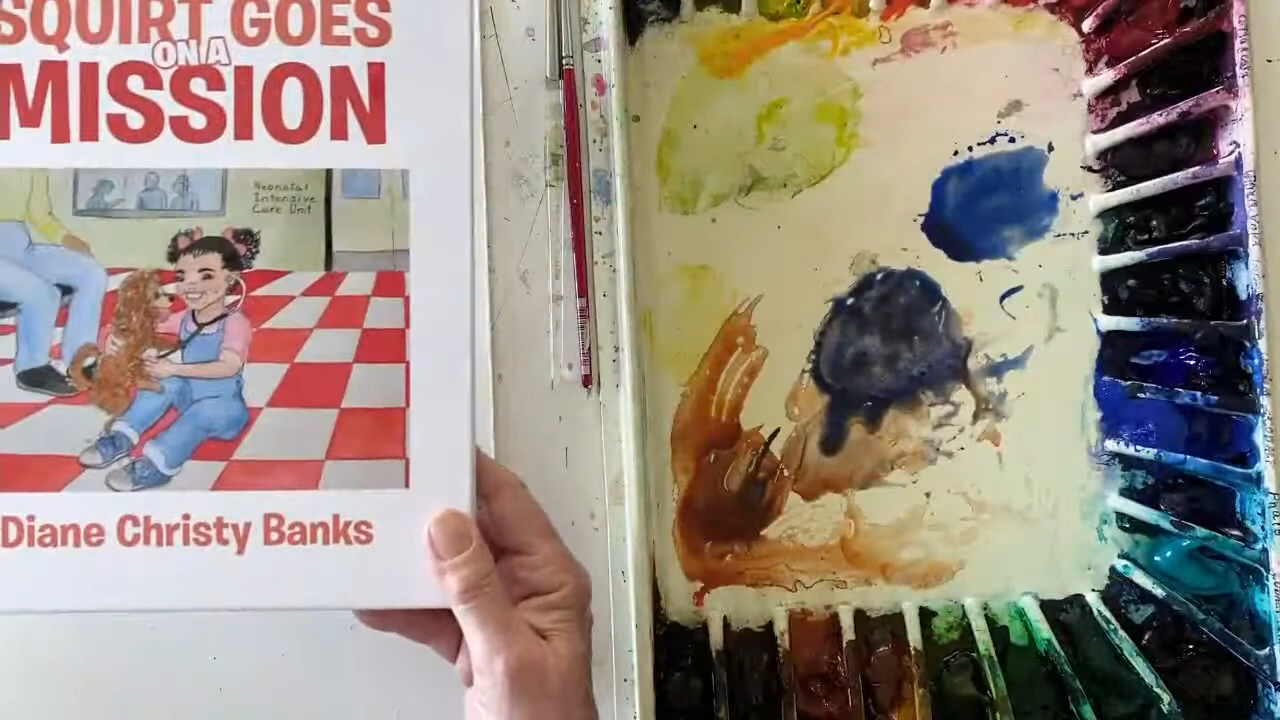 SQUIRT GOES
ON A
MISSION
Neonatal
Intensive
Care Unit
Diane Christy Banks